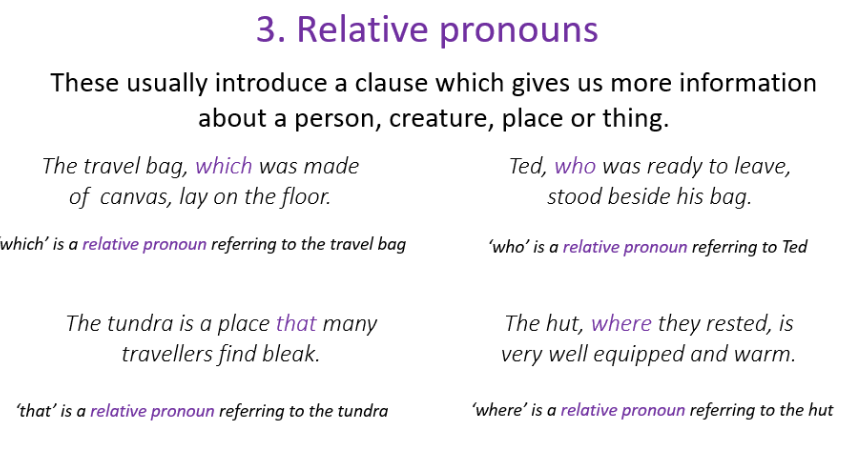 3. Relative pronouns
These usually introduce a clause which gives us more information
about a person, creature, place or thing.
The travel bag, which was made
of canvas, lay on the floor.
'which' is a relative pronoun referring to the travel bag
Ted, who was ready to leave,
stood beside his bag.
‘who’ is a relative pronoun referring to Ted
The tundra is a place that many
travellers find bleak.
‘that’ is a relative pronoun referring to the tundra
The hut, where they rested, is
very well equipped and warm.
‘where’ is a relative pronoun referring to the hut